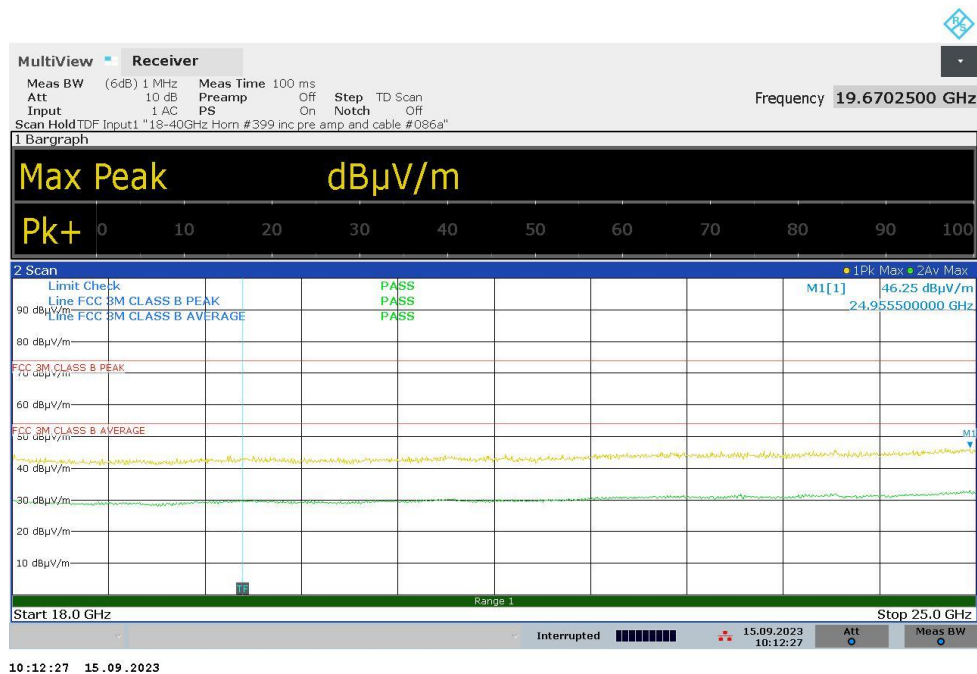 R&S
MultiView Receiver
Meas BW (6dB) 1 MHz Meas Time 100 ms
Att 10 dB Preamp Off Step TD Scan
Input 1 AC PS On Notch Off
Scan Hold TDF Input1 "18-40GHz Horn #399 inc pre amp and cable #086a"
Frequency 19.6702500 GHz
1 Bargraph
Max Peak dBµV/m
Pk+ 0 10 20 30 40 50 60 70 80 90 100
2 Scan 1Pk Max 2Av Max
Limit Check PASS M1[1] 46.25 dBµV/m
Line FCC 3M CLASS B PEAK PASS 24.955500000 GHz
90 dBµV/m
Line FCC 3M CLASS B AVERAGE PASS
80 dBµV/m
FCC 3M CLASS B PEAK
70 dBµV/m
60 dBµV/m
FCC 3M CLASS B AVERAGE
50 dBµV/m M1
40 dBµV/m
30 dBµV/m
20 dBµV/m
10 dBµV/m
TF
Range 1
Start 18.0 GHz Stop 25.0 GHz
Interrupted 15.09.2023 Att Meas BW
10:12:27
10:12:27 15.09.2023